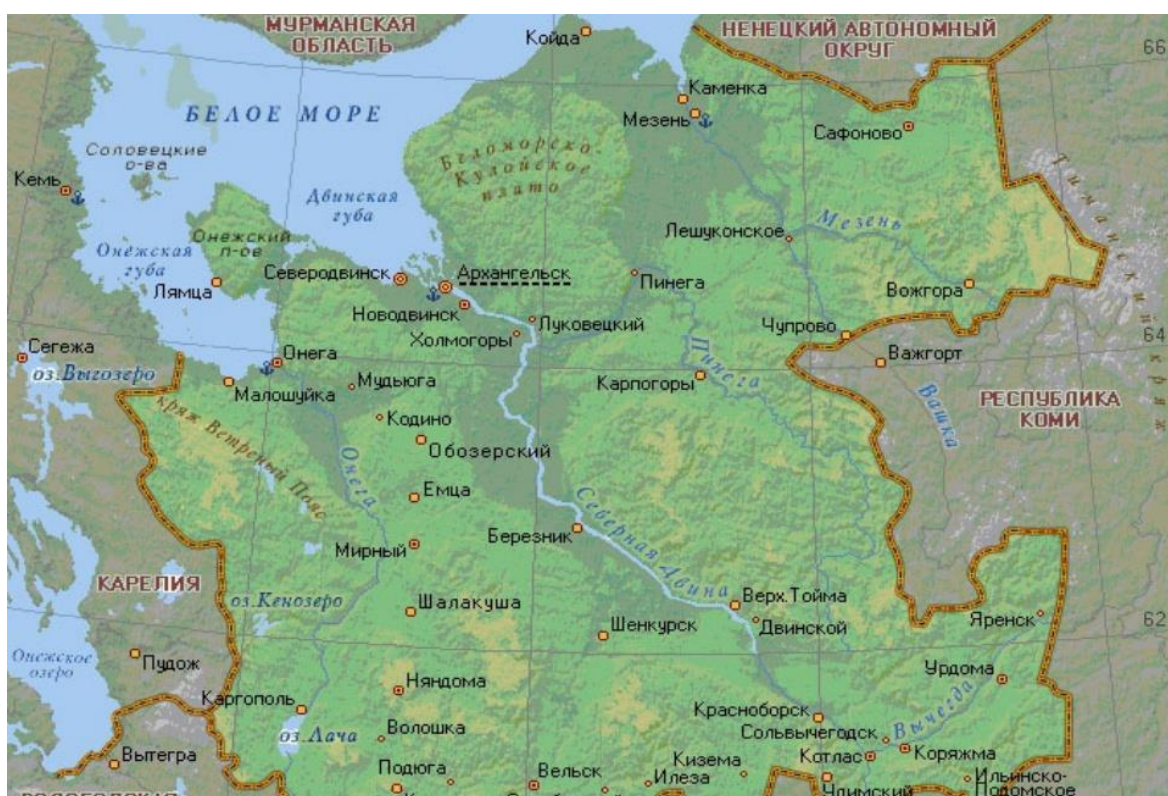 МУРМАНСКАЯ
ОБЛАСТЬ
Койда
НЕНЕЦКИЙ АВТОНОМНЫЙ
ОКРУГ
66
БЕЛОЕ МОРЕ
Каменка
Мезень
Сафоново
Соловецкие
о-ва
Беломорско-
Кулойское
плато
Тиманский кряж
Кемь
Двинская
губа
Мезень
Онежский
п-ов
Онежская
губа
Лешуконское
Северодвинск
Архангельск
Пинега
Лямца
Вожгора
Новодвинск
Луковецкий
Холмогоры
Чупрово
64
Сегежа
Онега
Важгорт
оз.Выгозеро
Малошуйка
Мудьюга
Карпогоры
Пинега
Вашка
РЕСПУБЛИКА
КОМИ
кряж Ветреный Пояс
Кодино
Обозерский
Онега
Емца
Северная Двина
Березник
Мирный
КАРЕЛИЯ
оз.Кенозеро
Шалакуша
Верх.Тойма
Двинской
Яренск
62
Шенкурск
Онежское
озеро
Пудож
Няндома
Урдома
Каргополь
Красноборск
Вычегда
Волошка
Сольвычегодск
оз.Лача
Вытегра
Котлас
Коряжма
Подюга
Вельск
Кизема
Илеза
Ильинско-
Подомское